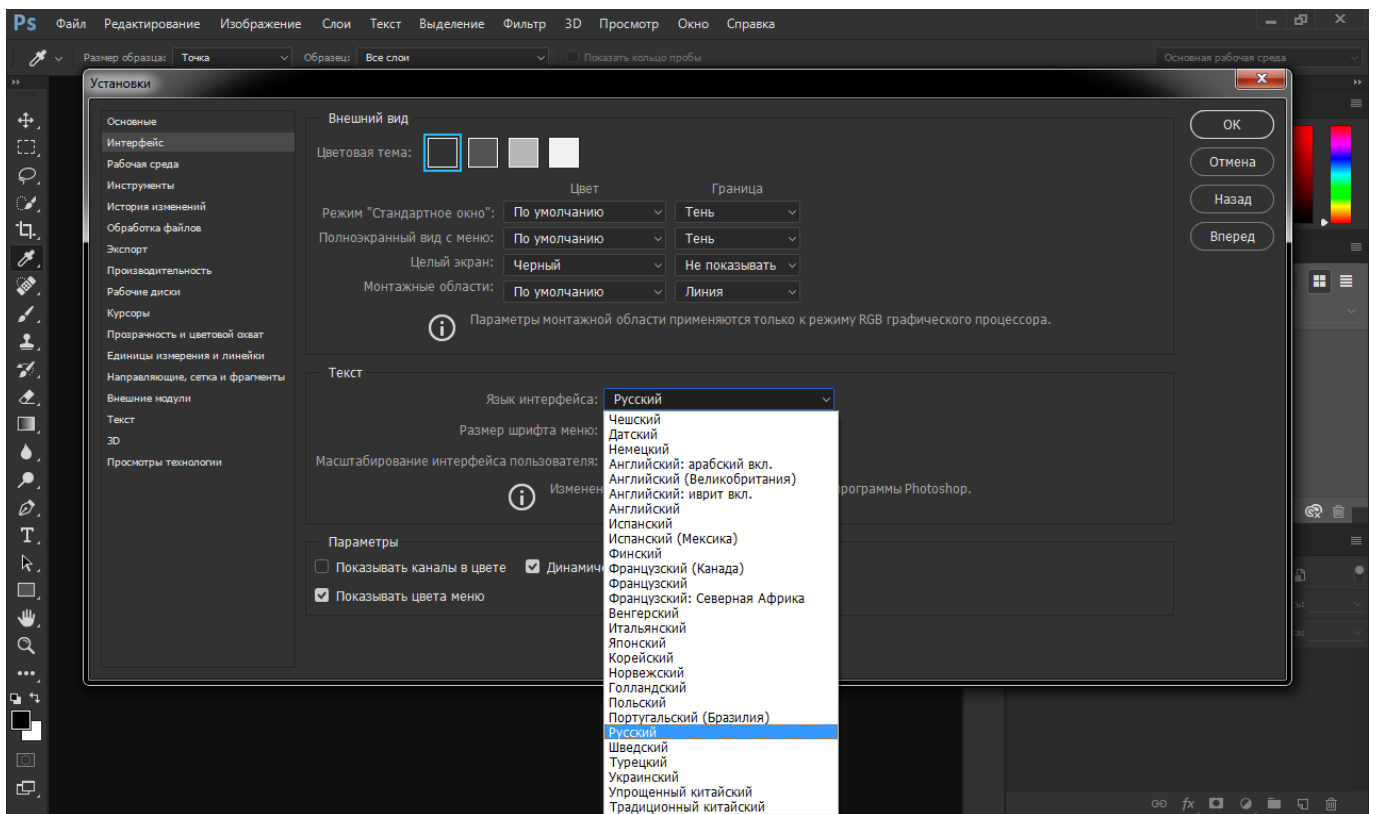 Ps Файл Редактирование Изображение Слои Текст Выделение Фильтр 3D Просмотр Окно Справка
Размер образца: Точка Образец: Все слои Показать кольцо пробы Основная рабочая среда
Установки
Основные
Интерфейс
Рабочая среда
Инструменты
История изменений
Обработка файлов
Экспорт
Производительность
Рабочие диски
Курсоры
Прозрачность и цветовой охват
Единицы измерения и линейки
Направляющие, сетка и фрагменты
Внешние модули
Текст
3D
Просмотры технологии
Внешний вид
Цветовая тема:
Цвет Граница
Режим "Стандартное окно": По умолчанию Тень
Полноэкранный вид с меню: По умолчанию Тень
Целый экран: Черный Не показывать
Монтажные области: По умолчанию Линия
Параметры монтажной области применяются только к режиму RGB графического процессора.
Текст
Язык интерфейса: Русский
Размер шрифта меню:
Масштабирование интерфейса пользователя:
программы Photoshop.
Чешский
Датский
Немецкий
Английский: арабский вкл.
Английский (Великобритания)
Английский: иврит вкл.
Английский
Испанский
Испанский (Мексика)
Финский
Французский (Канада)
Французский
Французский: Северная Африка
Венгерский
Итальянский
Японский
Корейский
Норвежский
Голландский
Польский
Португальский (Бразилия)
Русский
Шведский
Турецкий
Украинский
Упрощенный китайский
Традиционный китайский
Параметры
Показывать каналы в цвете
Показывать цвета меню
ОК
Отмена
Назад
Вперед
fx